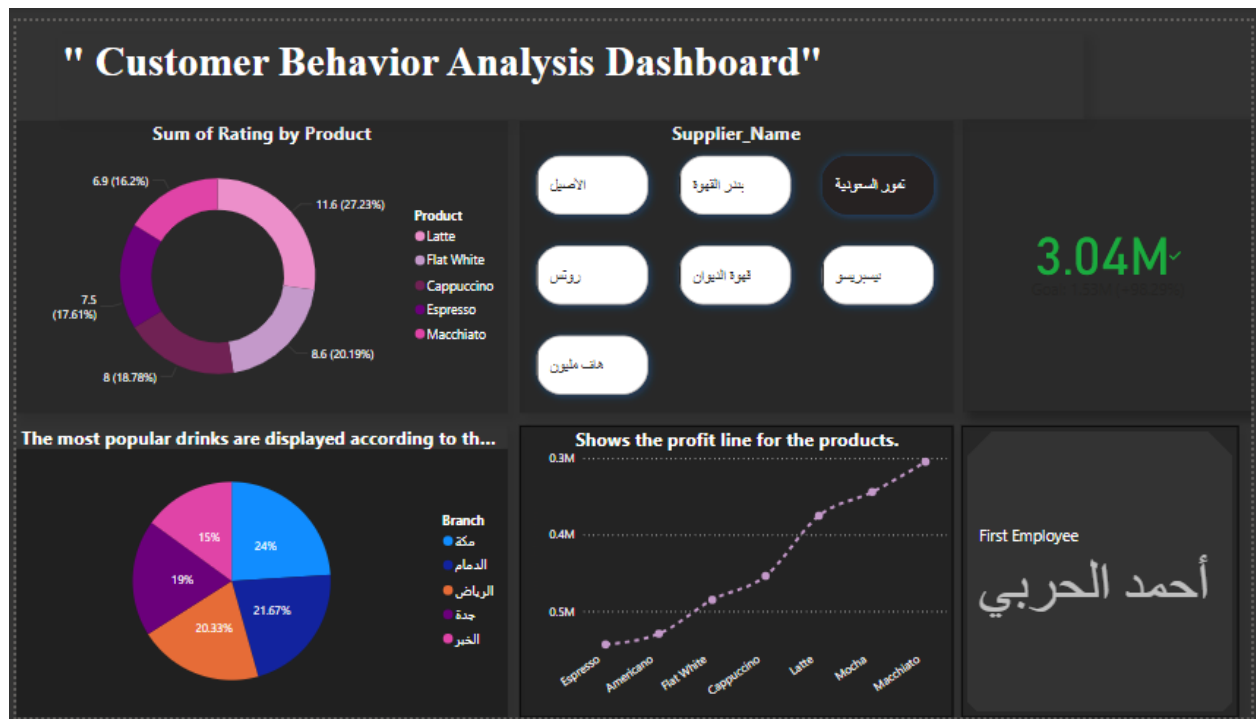 " Customer Behavior Analysis Dashboard"
Sum of Rating by Product
6.9 (16.2%)
11.6 (27.23%)
7.5
(17.61%)
8.6 (20.19%)
8 (18.78%)
Product
Latte
Flat White
Cappuccino
Espresso
Macchiato
Supplier_Name
الأصيل
بندر القهوة
تمور السعودية
رونس
قهوة الديوان
نيسبريسو
هاف مليون
3.04M
The most popular drinks are displayed according to th...
24%
21.67%
20.33%
19%
15%
Branch
مكة
الدمام
الرياض
جدة
الخبر
Shows the profit line for the products.
0.3M
0.4M
0.5M
Espresso
Americano
Flat White
Cappuccino
Latte
Mocha
Macchiato
First Employee
أحمد الحربي